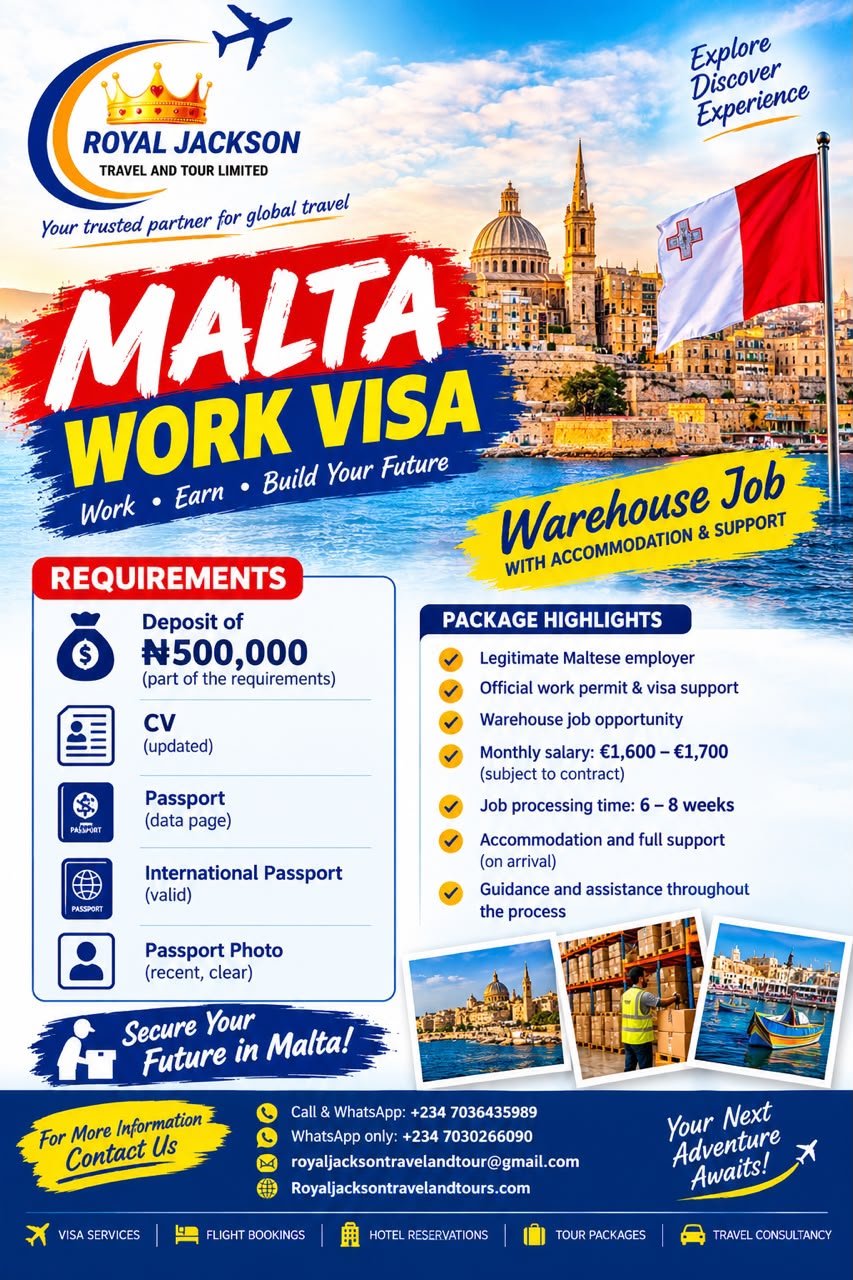 Explore
Discover
Experience
ROYAL JACKSON
TRAVEL AND TOUR LIMITED
Your trusted partner for global travel
MALTA
WORK VISA
Work • Earn • Build Your Future
Warehouse Job
WITH ACCOMMODATION & SUPPORT
REQUIREMENTS
Deposit of
₦500,000
(part of the requirements)
CV
(updated)
PASSPORT
Passport
(data page)
PASSPORT
International Passport
(valid)
Passport Photo
(recent, clear)
PACKAGE HIGHLIGHTS
Legitimate Maltese employer
Official work permit & visa support
Warehouse job opportunity
Monthly salary: €1,600 – €1,700
(subject to contract)
Job processing time: 6 – 8 weeks
Accommodation and full support
(on arrival)
Guidance and assistance throughout
the process
Secure Your
Future in Malta!
For More Information
Contact Us
Call & WhatsApp: +234 7036435989
WhatsApp only: +234 7030266090
royaljacksontravelandtour@gmail.com
Royaljacksontravelandtours.com
Your Next
Adventure
Awaits!
VISA SERVICES
FLIGHT BOOKINGS
HOTEL RESERVATIONS
TOUR PACKAGES
TRAVEL CONSULTANCY